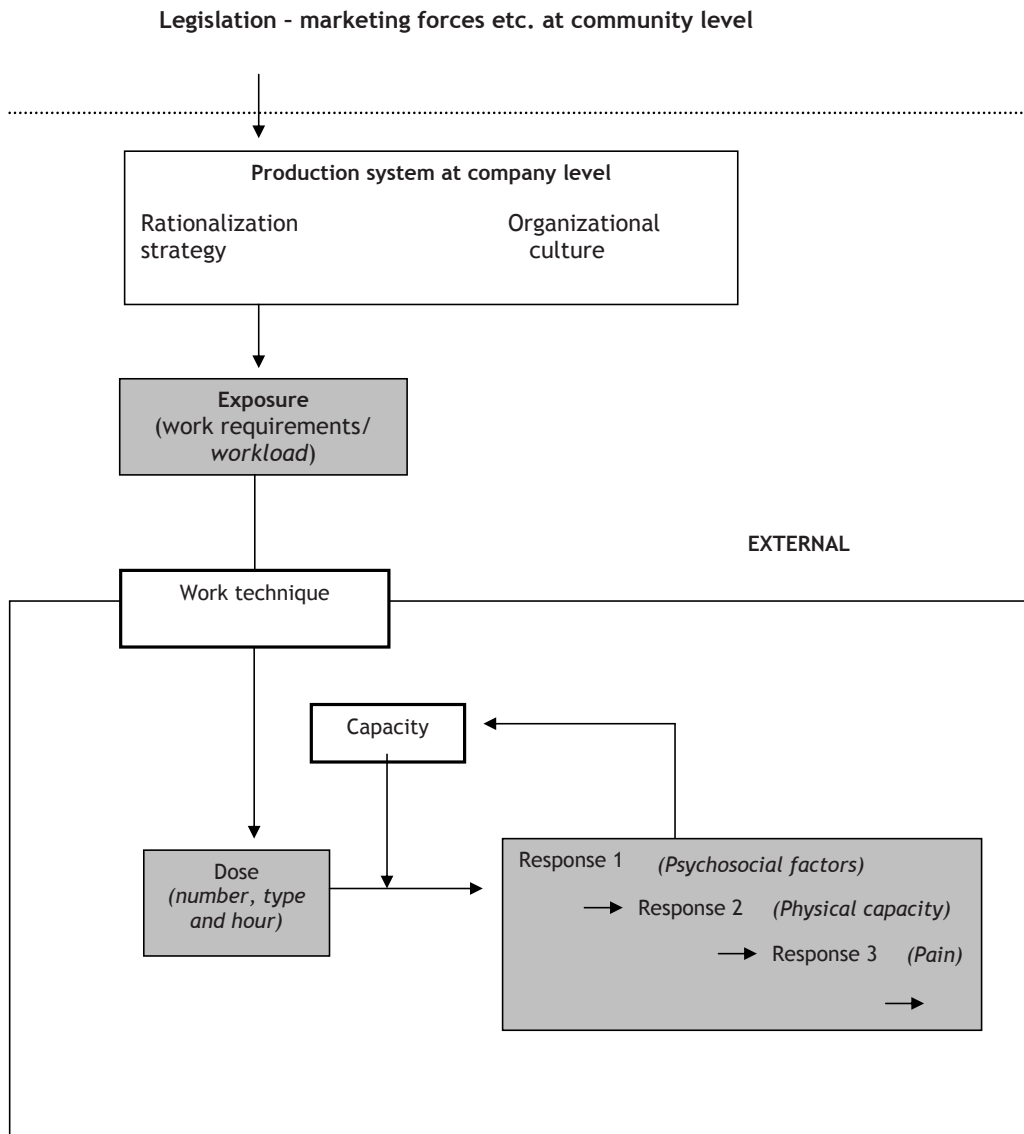 Legislation – marketing forces etc. at community level
Production system at company level
Rationalization
strategy
Organizational
culture
Exposure
(work requirements/
workload)
EXTERNAL
Work technique
Capacity
Dose
(number, type
and hour)
Response 1 (Psychosocial factors)
Response 2 (Physical capacity)
Response 3 (Pain)